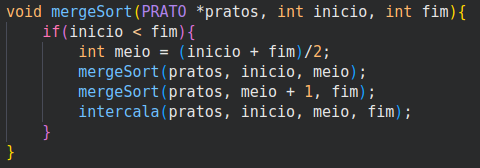 void mergeSort(PRATO *pratos, int inicio, int fim){
    if(inicio < fim){
        int meio = (inicio + fim)/2;
        mergeSort(pratos, inicio, meio);
        mergeSort(pratos, meio + 1, fim);
        intercala(pratos, inicio, meio, fim);
    }
}